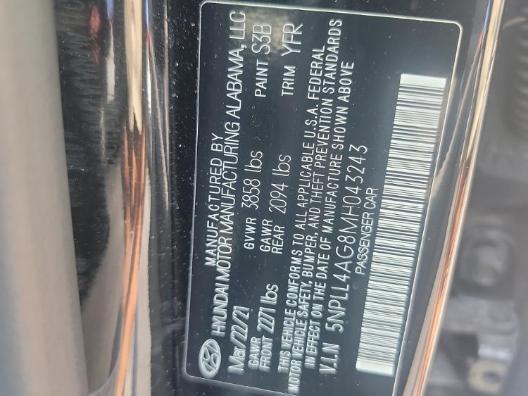 MANUFACTURED BY
HYUNDAI MOTOR MANUFACTURING ALABAMA, LLC
Mar/22/21 GVWR 3858 lbs PAINT S3B
GAWR FRONT 2271 lbs GAWR REAR 2094 lbs TRIM YFR
THIS VEHICLE CONFORMS TO ALL APPLICABLE U.S.A. FEDERAL
MOTOR VEHICLE SAFETY, BUMPER, AND THEFT PREVENTION STANDARDS
IN EFFECT ON THE DATE OF MANUFACTURE SHOWN ABOVE
V.I.N 5NPLL4AG8MH043243
PASSENGER CAR